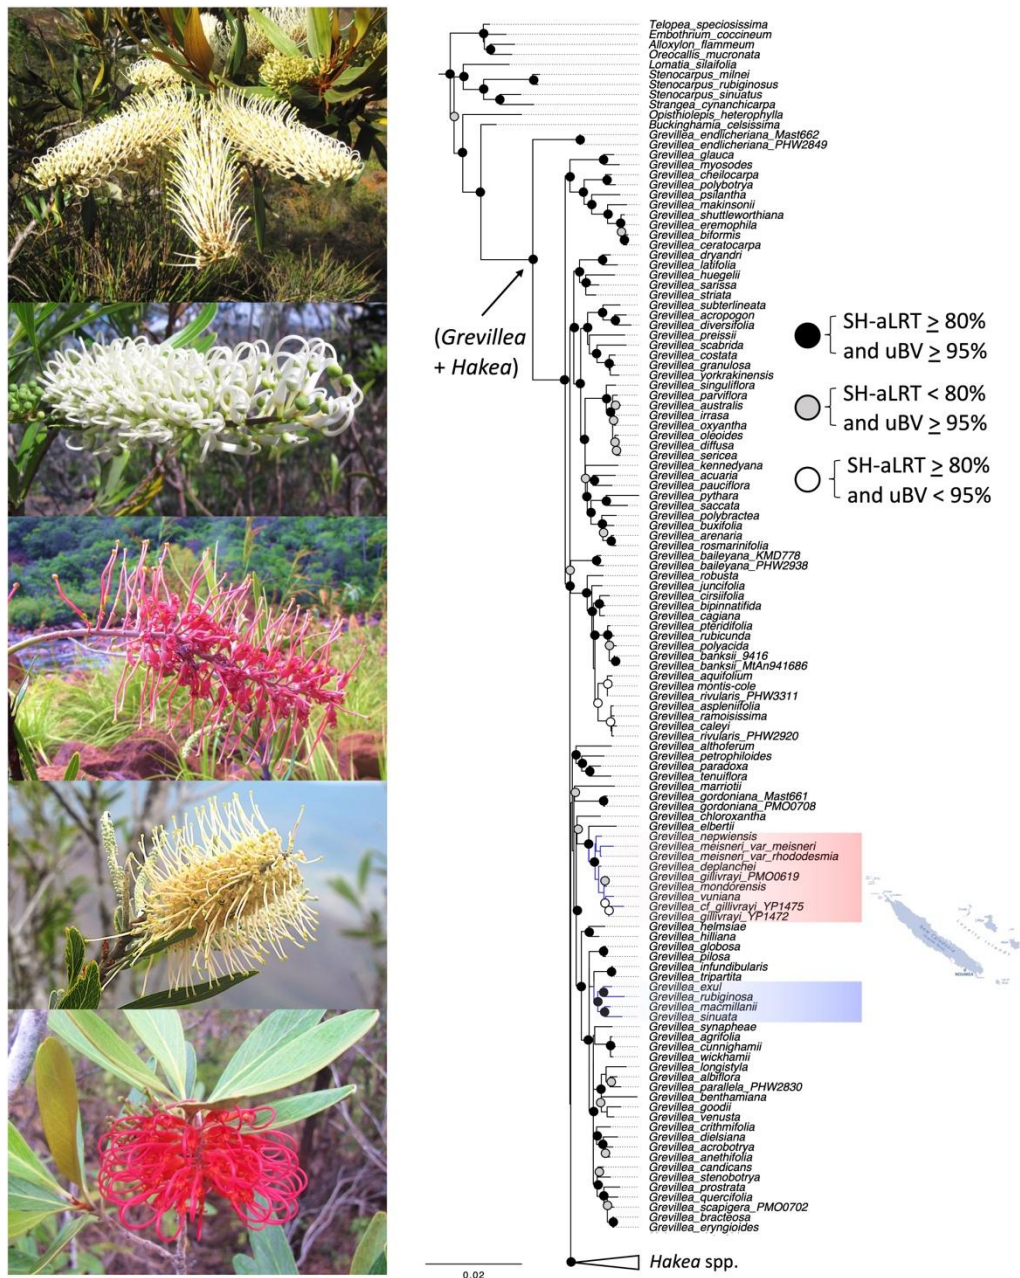 Telopea_speciosissima
Embothrium_coccineum
Alloxylon_flammeum
Oreocallis_mucronata
Lomatia_silaifolia
Stenocarpus_milnei
Stenocarpus_rubiginosus
Stenocarpus_sinuatus
Strangea_cynanchicarpa
Opisthiolepis_heterophylla
Buckinghamia_celsissima
Grevillea_endlicheriana_Mast662
Grevillea_endlicheriana_PHW2849
Grevillea_glauca
Grevillea_myosodes
Grevillea_cheilocarpa
Grevillea_polybotrya
Grevillea_psilantha
Grevillea_makinsonii
Grevillea_shuttleworthiana
Grevillea_eremophila
Grevillea_biformis
Grevillea_ceratocarpa
Grevillea_dryandri
Grevillea_latifolia
Grevillea_huegelii
Grevillea_sarissa
Grevillea_striata
Grevillea_subterlineata
Grevillea_acropogon
Grevillea_diversifolia
Grevillea_preissii
Grevillea_scabrida
Grevillea_costata
Grevillea_granulosa
Grevillea_yorkrakinensis
Grevillea_singuliflora
Grevillea_parviflora
Grevillea_australis
Grevillea_irrasa
Grevillea_oxyantha
Grevillea_oleoides
Grevillea_diffusa
Grevillea_sericea
Grevillea_kennedyana
Grevillea_acuaria
Grevillea_pauciflora
Grevillea_pythara
Grevillea_saccata
Grevillea_polybractea
Grevillea_buxifolia
Grevillea_arenaria
Grevillea_rosmarinifolia
Grevillea_baileyana_KMD778
Grevillea_baileyana_PHW2938
Grevillea_robusta
Grevillea_juncifolia
Grevillea_cirsiifolia
Grevillea_bipinnatifida
Grevillea_cagiana
Grevillea_pteridifolia
Grevillea_rubicunda
Grevillea_polyacida
Grevillea_banksii_9416
Grevillea_banksii_MtAn941686
Grevillea_aquifolium
Grevillea_montis-cole
Grevillea_rivularis_PHW3311
Grevillea_aspleniifolia
Grevillea_ramoisissima
Grevillea_caleyi
Grevillea_rivularis_PHW2920
Grevillea_althoferum
Grevillea_petrophiloides
Grevillea_paradoxa
Grevillea_tenuiflora
Grevillea_marriotii
Grevillea_gordoniana_Mast661
Grevillea_gordoniana_PMO0708
Grevillea_chloroxantha
Grevillea_elbertii
Grevillea_nepwiensis
Grevillea_meisneri_var_meisneri
Grevillea_meisneri_var_rhododesmia
Grevillea_deplanchei
Grevillea_gillivrayi_PMO0619
Grevillea_mondorensis
Grevillea_vuniana
Grevillea_cf_gillivrayi_YP1475
Grevillea_gillivrayi_YP1472
Grevillea_helmsiae
Grevillea_hilliana
Grevillea_globosa
Grevillea_pilosa
Grevillea_infundibularis
Grevillea_tripartita
Grevillea_exul
Grevillea_rubiginosa
Grevillea_macmillanii
Grevillea_sinuata
Grevillea_synapheae
Grevillea_agrifolia
Grevillea_cunnighamii
Grevillea_wickhamii
Grevillea_longistyla
Grevillea_albiflora
Grevillea_parallela_PHW2830
Grevillea_benthamiana
Grevillea_goodii
Grevillea_venusta
Grevillea_crithmifolia
Grevillea_dielsiana
Grevillea_acrobotrya
Grevillea_anethifolia
Grevillea_candicans
Grevillea_stenobotrya
Grevillea_prostrata
Grevillea_quercifolia
Grevillea_scapigera_PMO0702
Grevillea_bracteosa
Grevillea_eryngioides
Hakea spp.
(Grevillea
+ Hakea)
SH-aLRT ≥ 80%
and uBV ≥ 95%
SH-aLRT < 80%
and uBV ≥ 95%
SH-aLRT ≥ 80%
and uBV < 95%
0.02